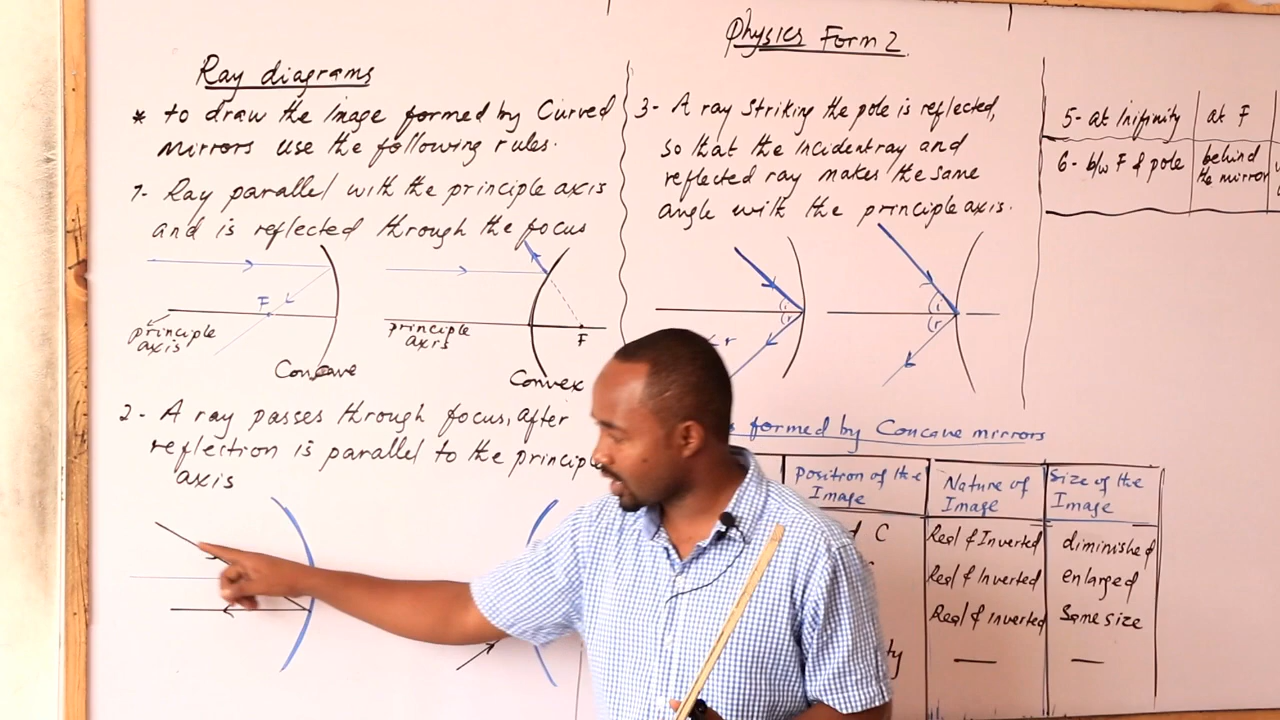 Physics Form 2
Ray diagrams
* to draw the Image formed by Curved
mirrors use the following rules.
1- Ray parallel with the principle axis
and is reflected through the focus
F
principle
axis
Concave
principle
axis
F
Convex
2- A ray passes through focus, after
reflection is parallel to the
axis
3- A ray Striking the pole is reflected,
so that the incident ray and
reflected ray makes the same
angle with the principle axis.
i
r
< r
i
r
5- at Inifinity
at F
6- b/w F & pole
behind
the mirror
formed by Concave mirrors
Position of the
Image
Nature of
Image
Size of the
Image
C
Real & Inverted
diminished
Real & Inverted
enlarged
Real & Inverted
Same size
—
—